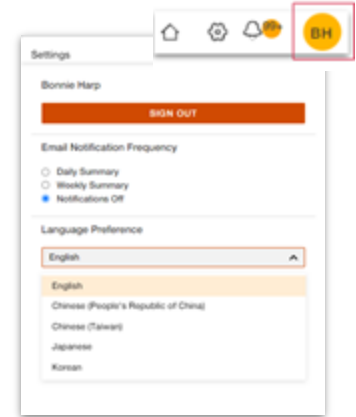 99+
BH
Settings
Bonnie Harp
SIGN OUT
Email Notification Frequency
Daily Summary
Weekly Summary
Notifications Off
Language Preference
English
English
Chinese (People's Republic of China)
Chinese (Taiwan)
Japanese
Korean